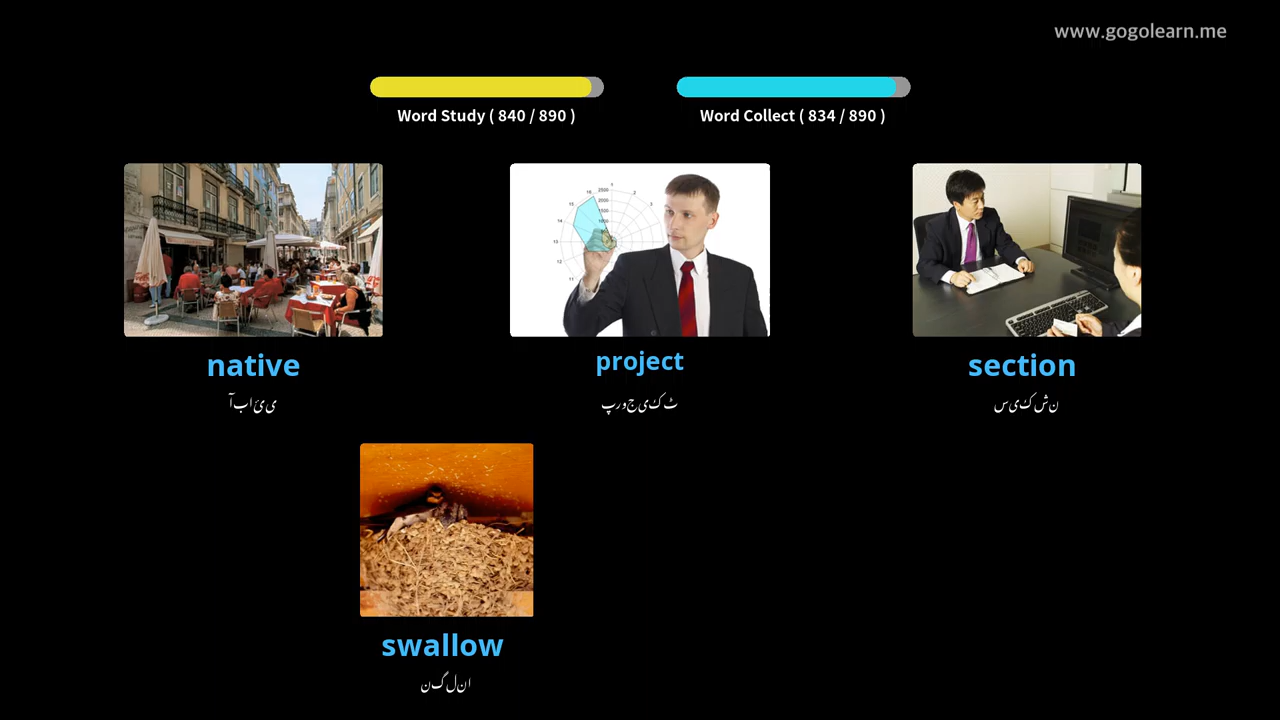 www.gogolearn.me
Word Study ( 840 / 890 )
Word Collect ( 834 / 890 )
native
آبائی
project
پروجیکٹ
section
سیکشن
swallow
نگلنا